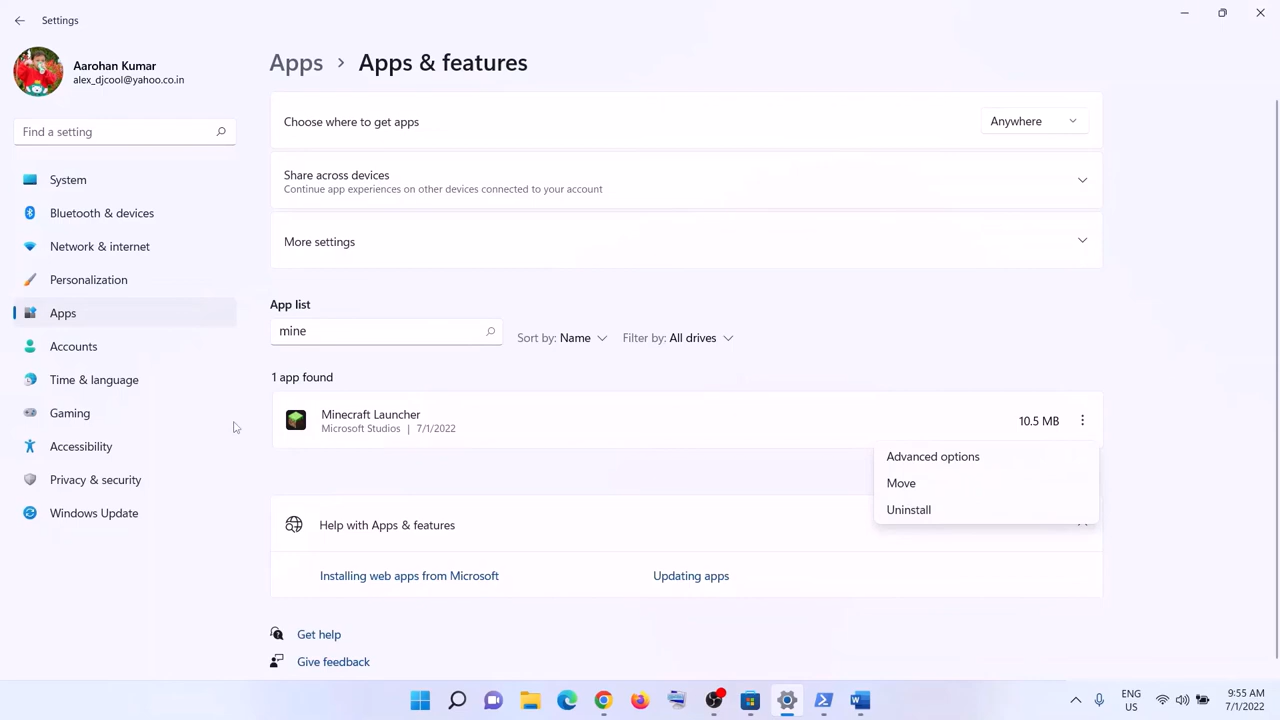 Settings
Aarohan Kumar
alex_djcool@yahoo.co.in
Find a setting
System
Bluetooth & devices
Network & internet
Personalization
Apps
Accounts
Time & language
Gaming
Accessibility
Privacy & security
Windows Update
Apps > Apps & features
Choose where to get apps
Anywhere
Share across devices
Continue app experiences on other devices connected to your account
More settings
App list
mine
Sort by: Name
Filter by: All drives
1 app found
Minecraft Launcher
Microsoft Studios | 7/1/2022
10.5 MB
Advanced options
Move
Uninstall
Help with Apps & features
Installing web apps from Microsoft
Updating apps
Get help
Give feedback
ENG
US
9:55 AM
7/1/2022